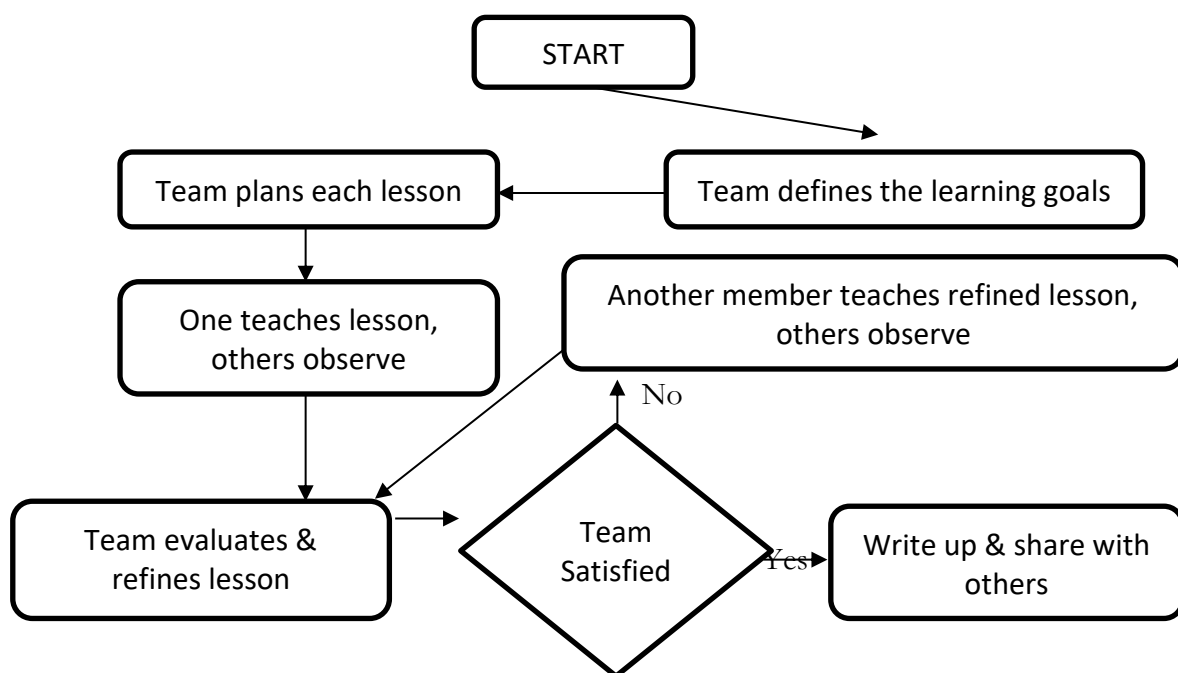 START
Team defines the learning goals
Team plans each lesson
One teaches lesson,
others observe
Another member teaches refined lesson,
others observe
No
Team evaluates &
refines lesson
Team
Satisfied
Yes
Write up & share with
others